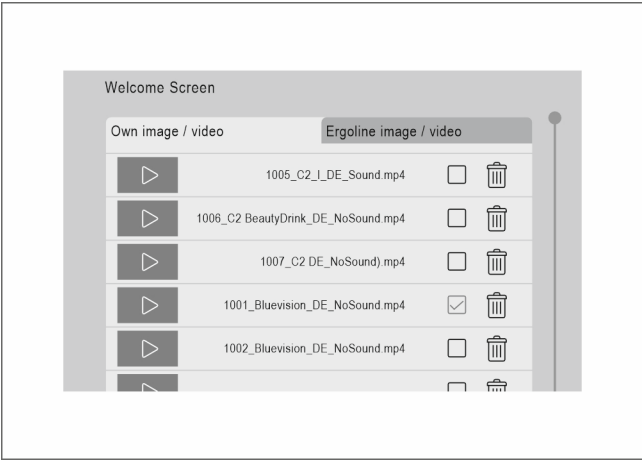 Welcome Screen
Own image / video
Ergoline image / video
1005_C2_I_DE_Sound.mp4
1006_C2 BeautyDrink_DE_NoSound.mp4
1007_C2 DE_NoSound).mp4
1001_Bluevision_DE_NoSound.mp4
1002_Bluevision_DE_NoSound.mp4